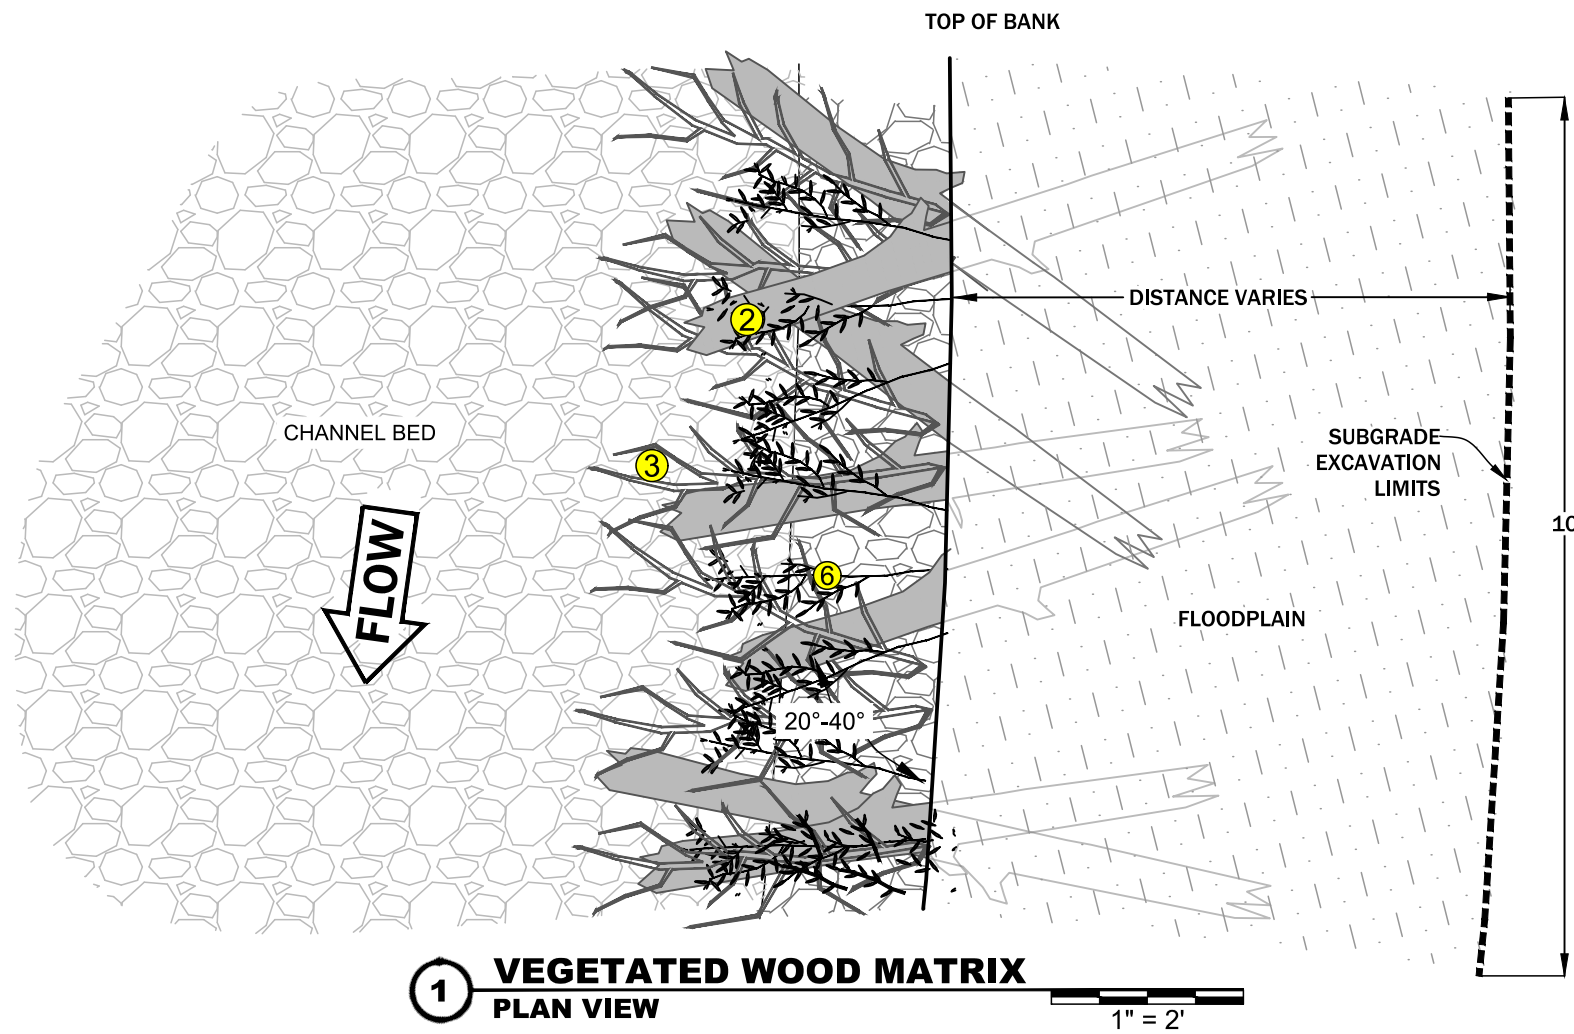 TOP OF BANK
2
DISTANCE VARIES
CHANNEL BED
3
SUBGRADE
EXCAVATION
LIMITS
10
FLOW
6
FLOODPLAIN
20°-40°
1
VEGETATED WOOD MATRIX
PLAN VIEW
1" = 2'